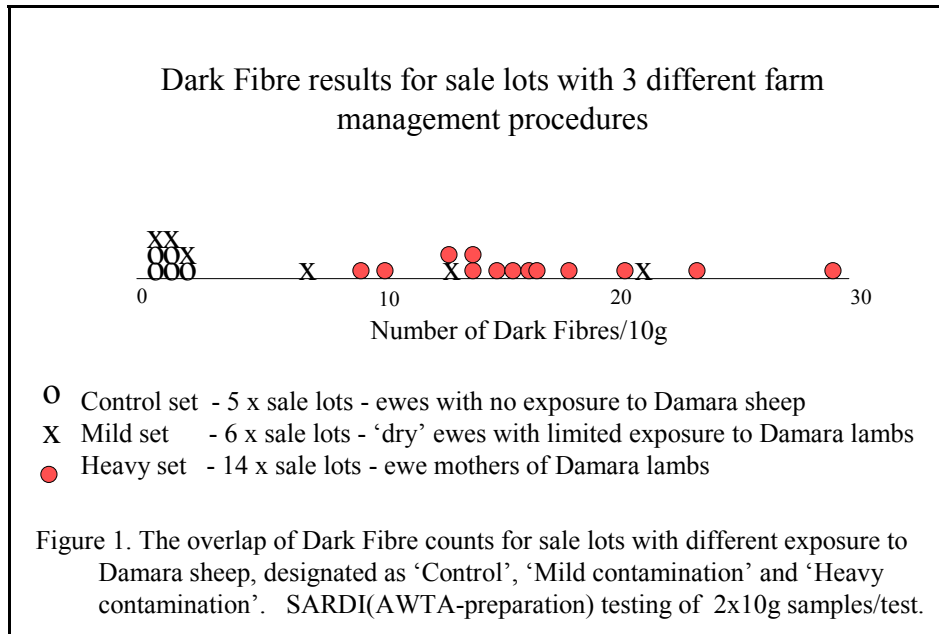 Dark Fibre results for sale lots with 3 different farm
management procedures
xx
oox
ooo x x x
0 10 20 30
Number of Dark Fibres/10g
o Control set - 5 x sale lots - ewes with no exposure to Damara sheep
x Mild set - 6 x sale lots - ‘dry’ ewes with limited exposure to Damara lambs
Heavy set - 14 x sale lots - ewe mothers of Damara lambs
Figure 1. The overlap of Dark Fibre counts for sale lots with different exposure to
Damara sheep, designated as ‘Control’, ‘Mild contamination’ and ‘Heavy
contamination’. SARDI(AWTA-preparation) testing of 2x10g samples/test.